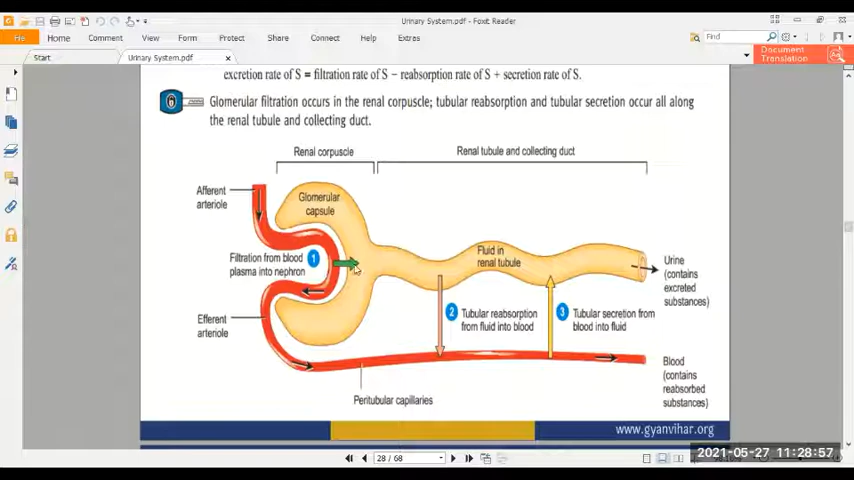 Urinary System.pdf - Foxit Reader
File
Home
Comment
View
Form
Protect
Share
Connect
Help
Extras
Find
Start
Urinary System.pdf
Document
Translation
excretion rate of S = filtration rate of S − reabsorption rate of S + secretion rate of S.
Glomerular filtration occurs in the renal corpuscle; tubular reabsorption and tubular secretion occur all along
the renal tubule and collecting duct.
Renal corpuscle
Renal tubule and collecting duct
Afferent
arteriole
Glomerular
capsule
Filtration from blood
plasma into nephron
1
Fluid in
renal tubule
Urine
(contains
excreted
substances)
Efferent
arteriole
2
Tubular reabsorption
from fluid into blood
3
Tubular secretion from
blood into fluid
Blood
(contains
reabsorbed
substances)
Peritubular capillaries
www.gyanvihar.org
28 / 68
2021-05-27 11:28:57